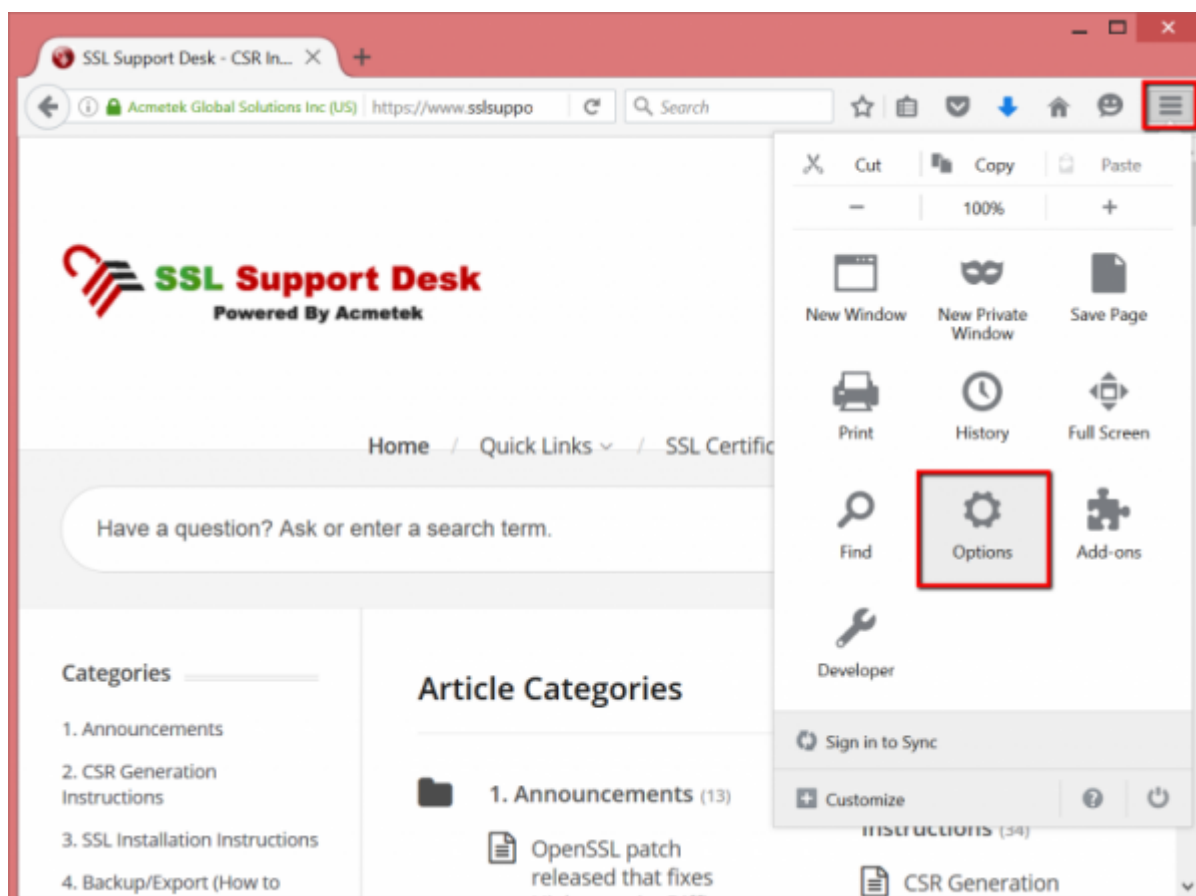 SSL Support Desk - CSR In...
Acmetek Global Solutions Inc (US) https://www.sslsuppo Search
Cut Copy Paste
100%
SSL Support Desk
Powered By Acmetek
New Window New Private Window Save Page
Print History Full Screen
Home / Quick Links / SSL Certific
Have a question? Ask or enter a search term.
Find Options Add-ons
Developer
Categories
1. Announcements
2. CSR Generation
Instructions
3. SSL Installation Instructions
4. Backup/Export (How to
Article Categories
1. Announcements (13)
OpenSSL patch
released that fixes
Sign in to Sync
Customize
Instructions (34)
CSR Generation